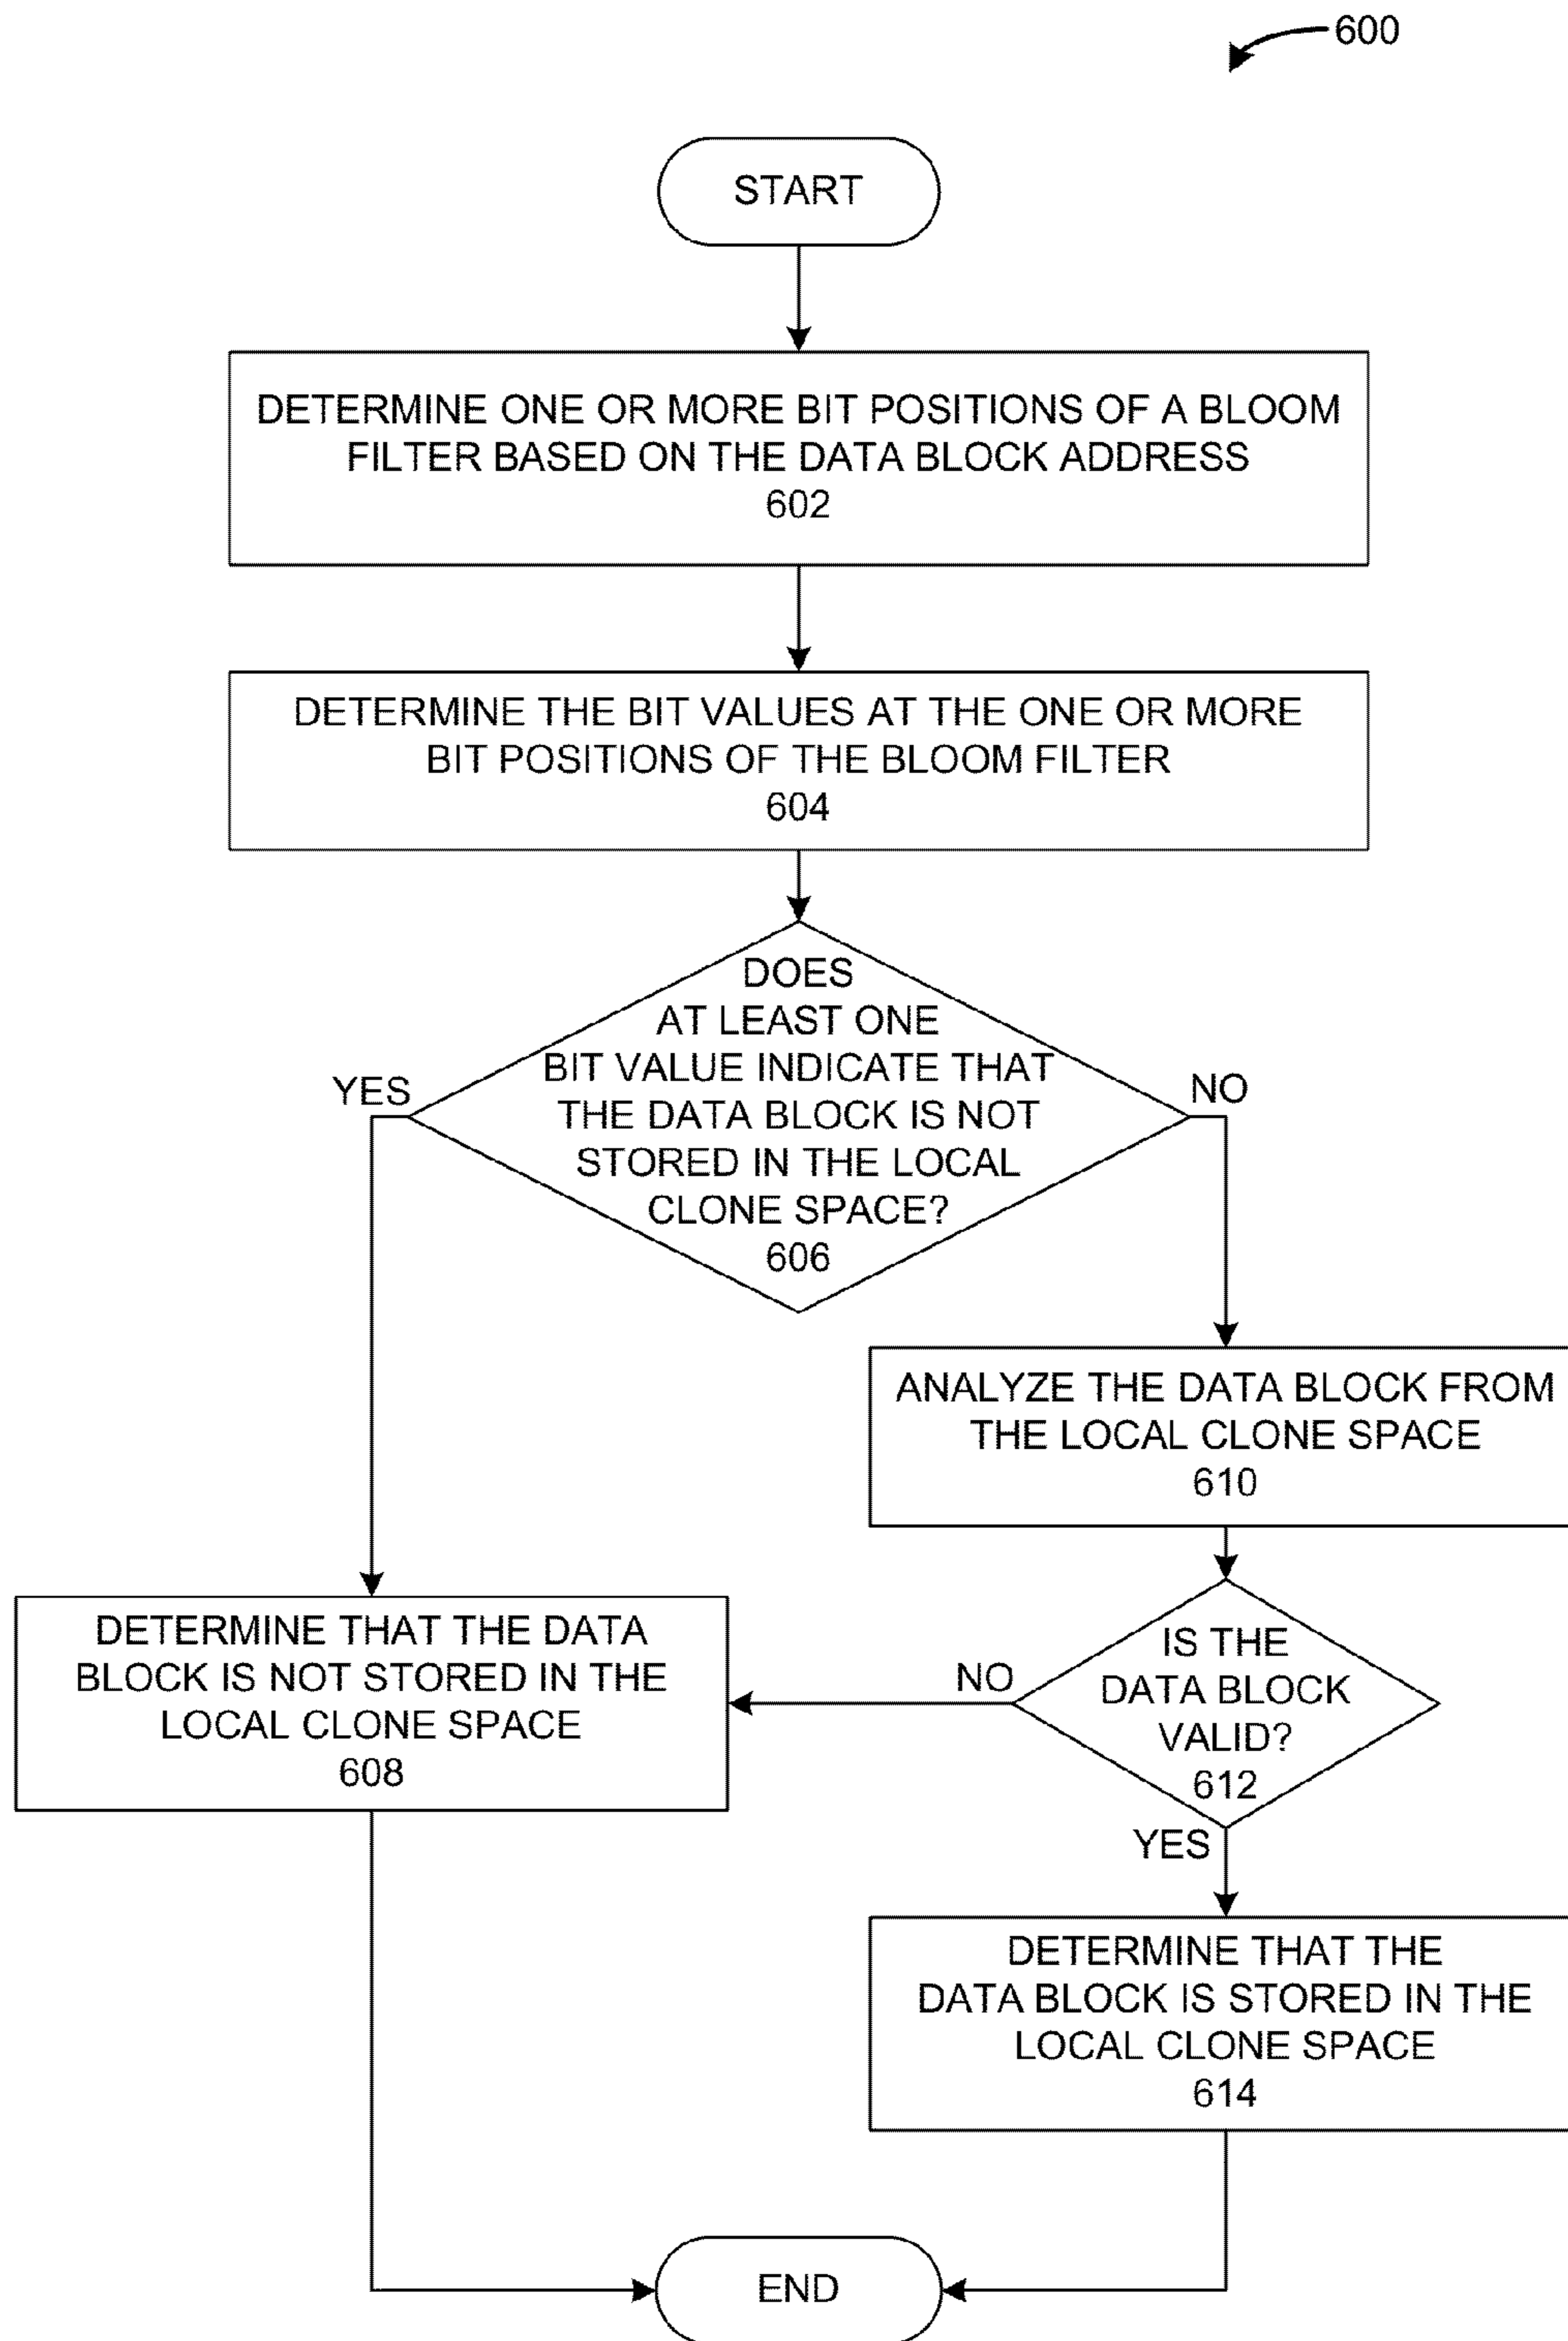 600
START
DETERMINE ONE OR MORE BIT POSITIONS OF A BLOOM
FILTER BASED ON THE DATA BLOCK ADDRESS
602
DETERMINE THE BIT VALUES AT THE ONE OR MORE
BIT POSITIONS OF THE BLOOM FILTER
604
DOES
AT LEAST ONE
BIT VALUE INDICATE THAT
THE DATA BLOCK IS NOT
STORED IN THE LOCAL
CLONE SPACE?
606
YES
NO
ANALYZE THE DATA BLOCK FROM
THE LOCAL CLONE SPACE
610
IS THE
DATA BLOCK
VALID?
612
NO
YES
DETERMINE THAT THE DATA
BLOCK IS NOT STORED IN THE
LOCAL CLONE SPACE
608
DETERMINE THAT THE
DATA BLOCK IS STORED IN THE
LOCAL CLONE SPACE
614
END